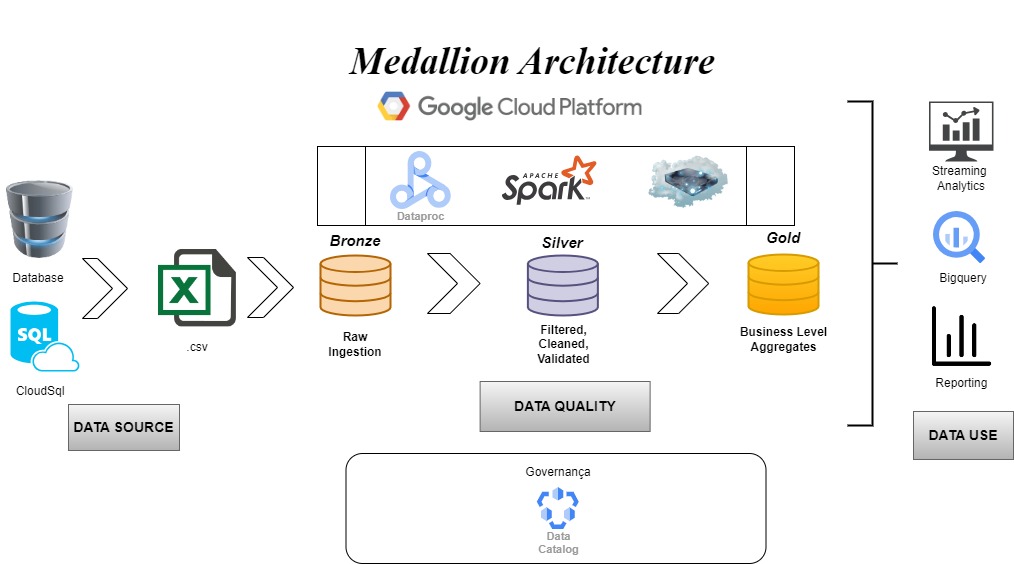 Medallion Architecture
Google Cloud Platform
Dataproc
APACHE
Spark
TM
Database
SQL
CloudSql
X
.csv
DATA SOURCE
Bronze
Raw
Ingestion
Silver
Filtered,
Cleaned,
Validated
Gold
Business Level
Aggregates
DATA QUALITY
Governança
Data
Catalog
Streaming
Analytics
Bigquery
Reporting
DATA USE